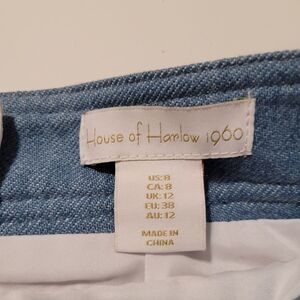 House of Harlow 1960
US:8
CA:8
UK:12
EU:38
AU:12
MADE IN
CHINA